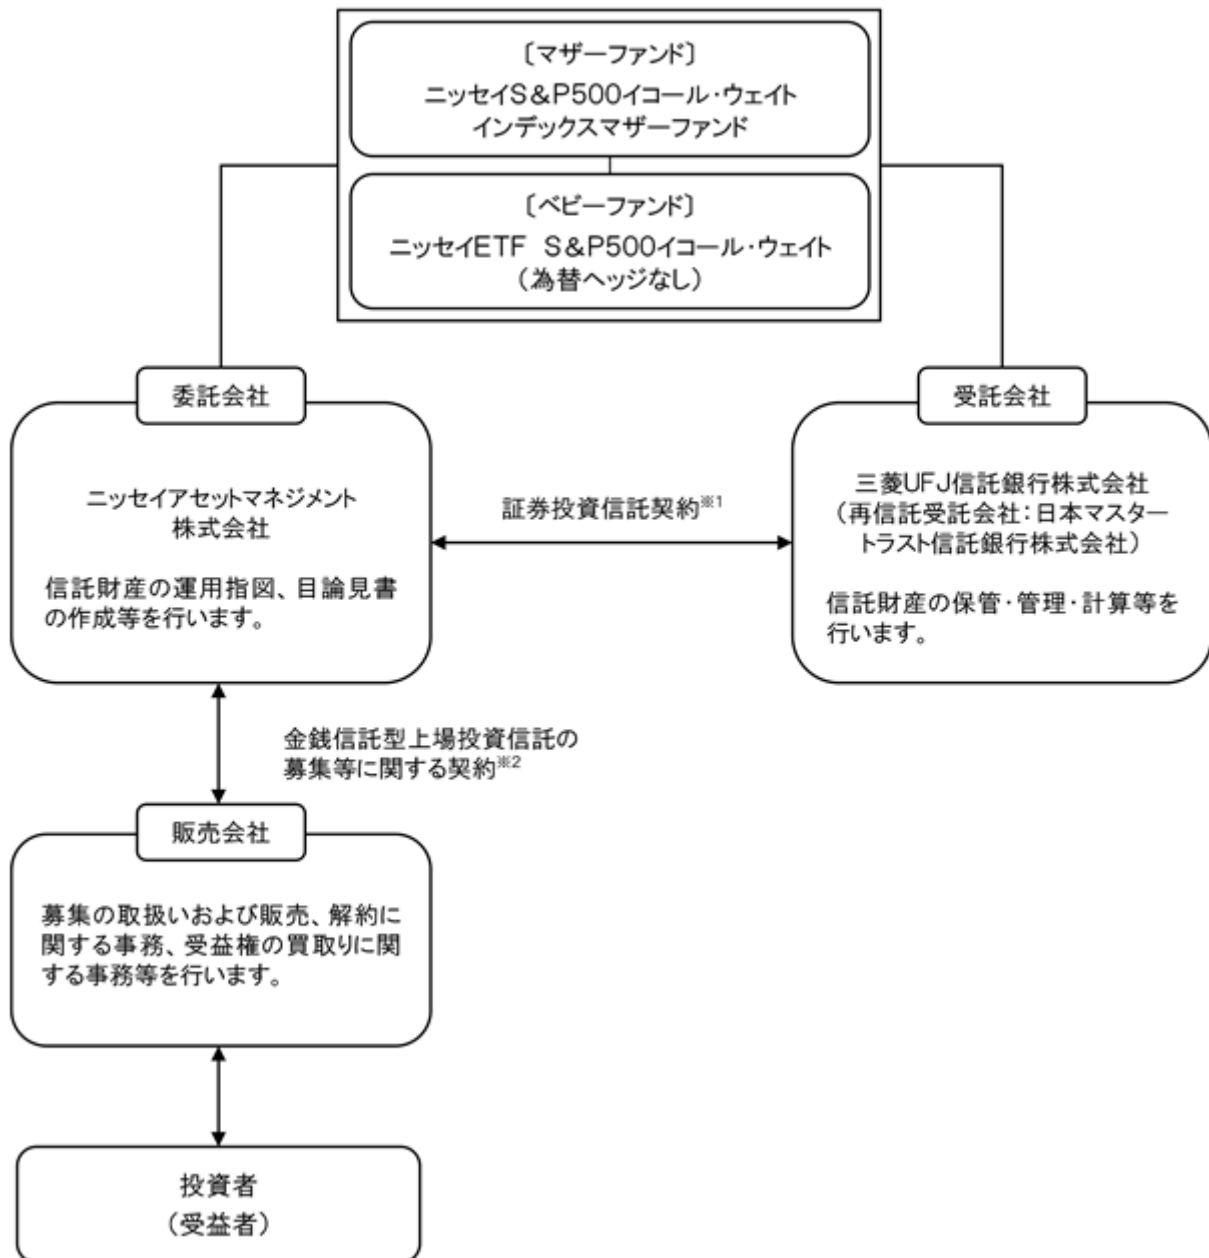 〔マザーファンド〕
ニッセイS&P500イコール・ウェイト
インデックスマザーファンド
〔ベビーファンド〕
ニッセイETF　S&P500イコール・ウェイト
（為替ヘッジなし）
委託会社
ニッセイアセットマネジメント
株式会社
信託財産の運用指図、目論見書
の作成等を行います。
証券投資信託契約※1
受託会社
三菱UFJ信託銀行株式会社
（再信託受託会社：日本マスター
トラスト信託銀行株式会社）
信託財産の保管・管理・計算等を
行います。
金銭信託型上場投資信託の
募集等に関する契約※2
販売会社
募集の取扱いおよび販売、解約に
関する事務、受益権の買取りに関
する事務等を行います。
投資者
（受益者）